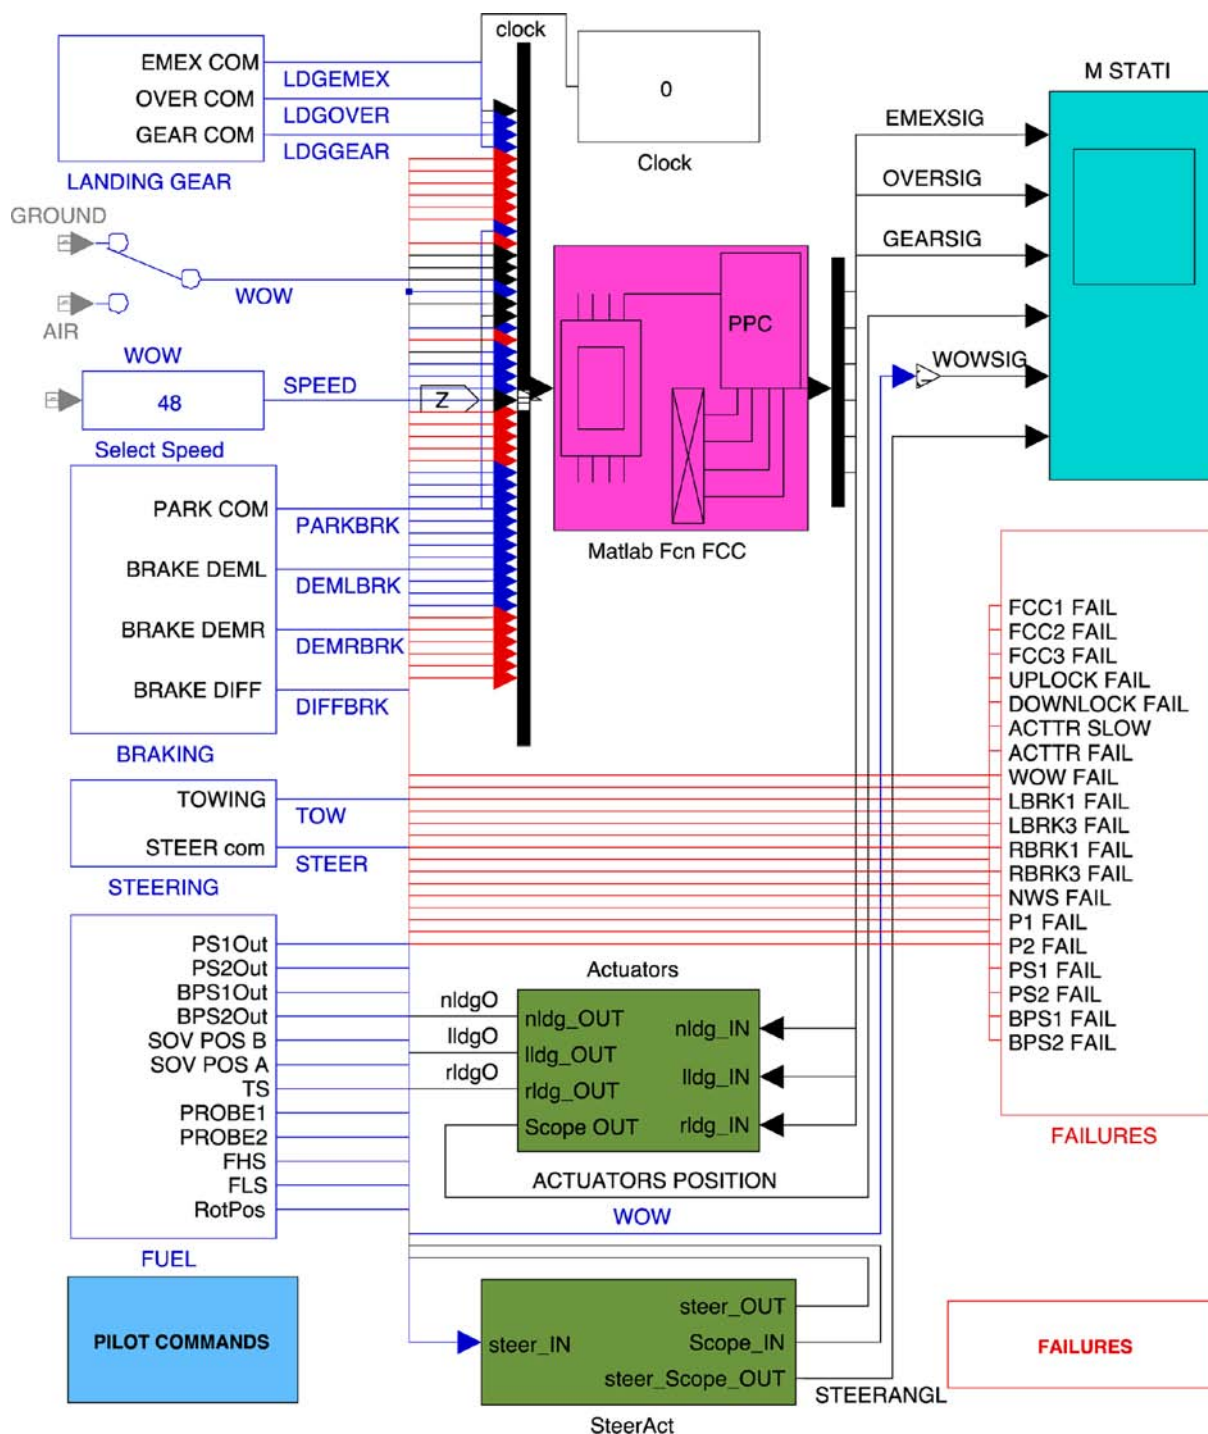 clock
EMEX COM
LDGEMEX
OVER COM
LDGOVER
GEAR COM
LDGGEAR
LANDING GEAR
0
Clock
M STATI
EMEXSIG
OVERSIG
GEARSIG
WOWSIG
GROUND
WOW
AIR
WOW
48
SPEED
Select Speed
Z
PPC
Matlab Fcn FCC
PARK COM
PARKBRK
BRAKE DEML
DEMLBRK
BRAKE DEMR
DEMRBRK
BRAKE DIFF
DIFFBRK
BRAKING
TOWING
TOW
STEER com
STEER
STEERING
FCC1 FAIL
FCC2 FAIL
FCC3 FAIL
UPLOCK FAIL
DOWNLOCK FAIL
ACTTR SLOW
ACTTR FAIL
WOW FAIL
LBRK1 FAIL
LBRK3 FAIL
RBRK1 FAIL
RBRK3 FAIL
NWS FAIL
P1 FAIL
P2 FAIL
PS1 FAIL
PS2 FAIL
BPS1 FAIL
BPS2 FAIL
FAILURES
PS1Out
PS2Out
BPS1Out
BPS2Out
SOV POS B
SOV POS A
TS
PROBE1
PROBE2
FHS
FLS
RotPos
FUEL
Actuators
nldgO
lldgO
rldgO
nldg_OUT
lldg_OUT
rldg_OUT
Scope OUT
nldg_IN
lldg_IN
rldg_IN
ACTUATORS POSITION
WOW
PILOT COMMANDS
steer_IN
steer_OUT
Scope_IN
steer_Scope_OUT
STEERANGL
SteerAct
FAILURES